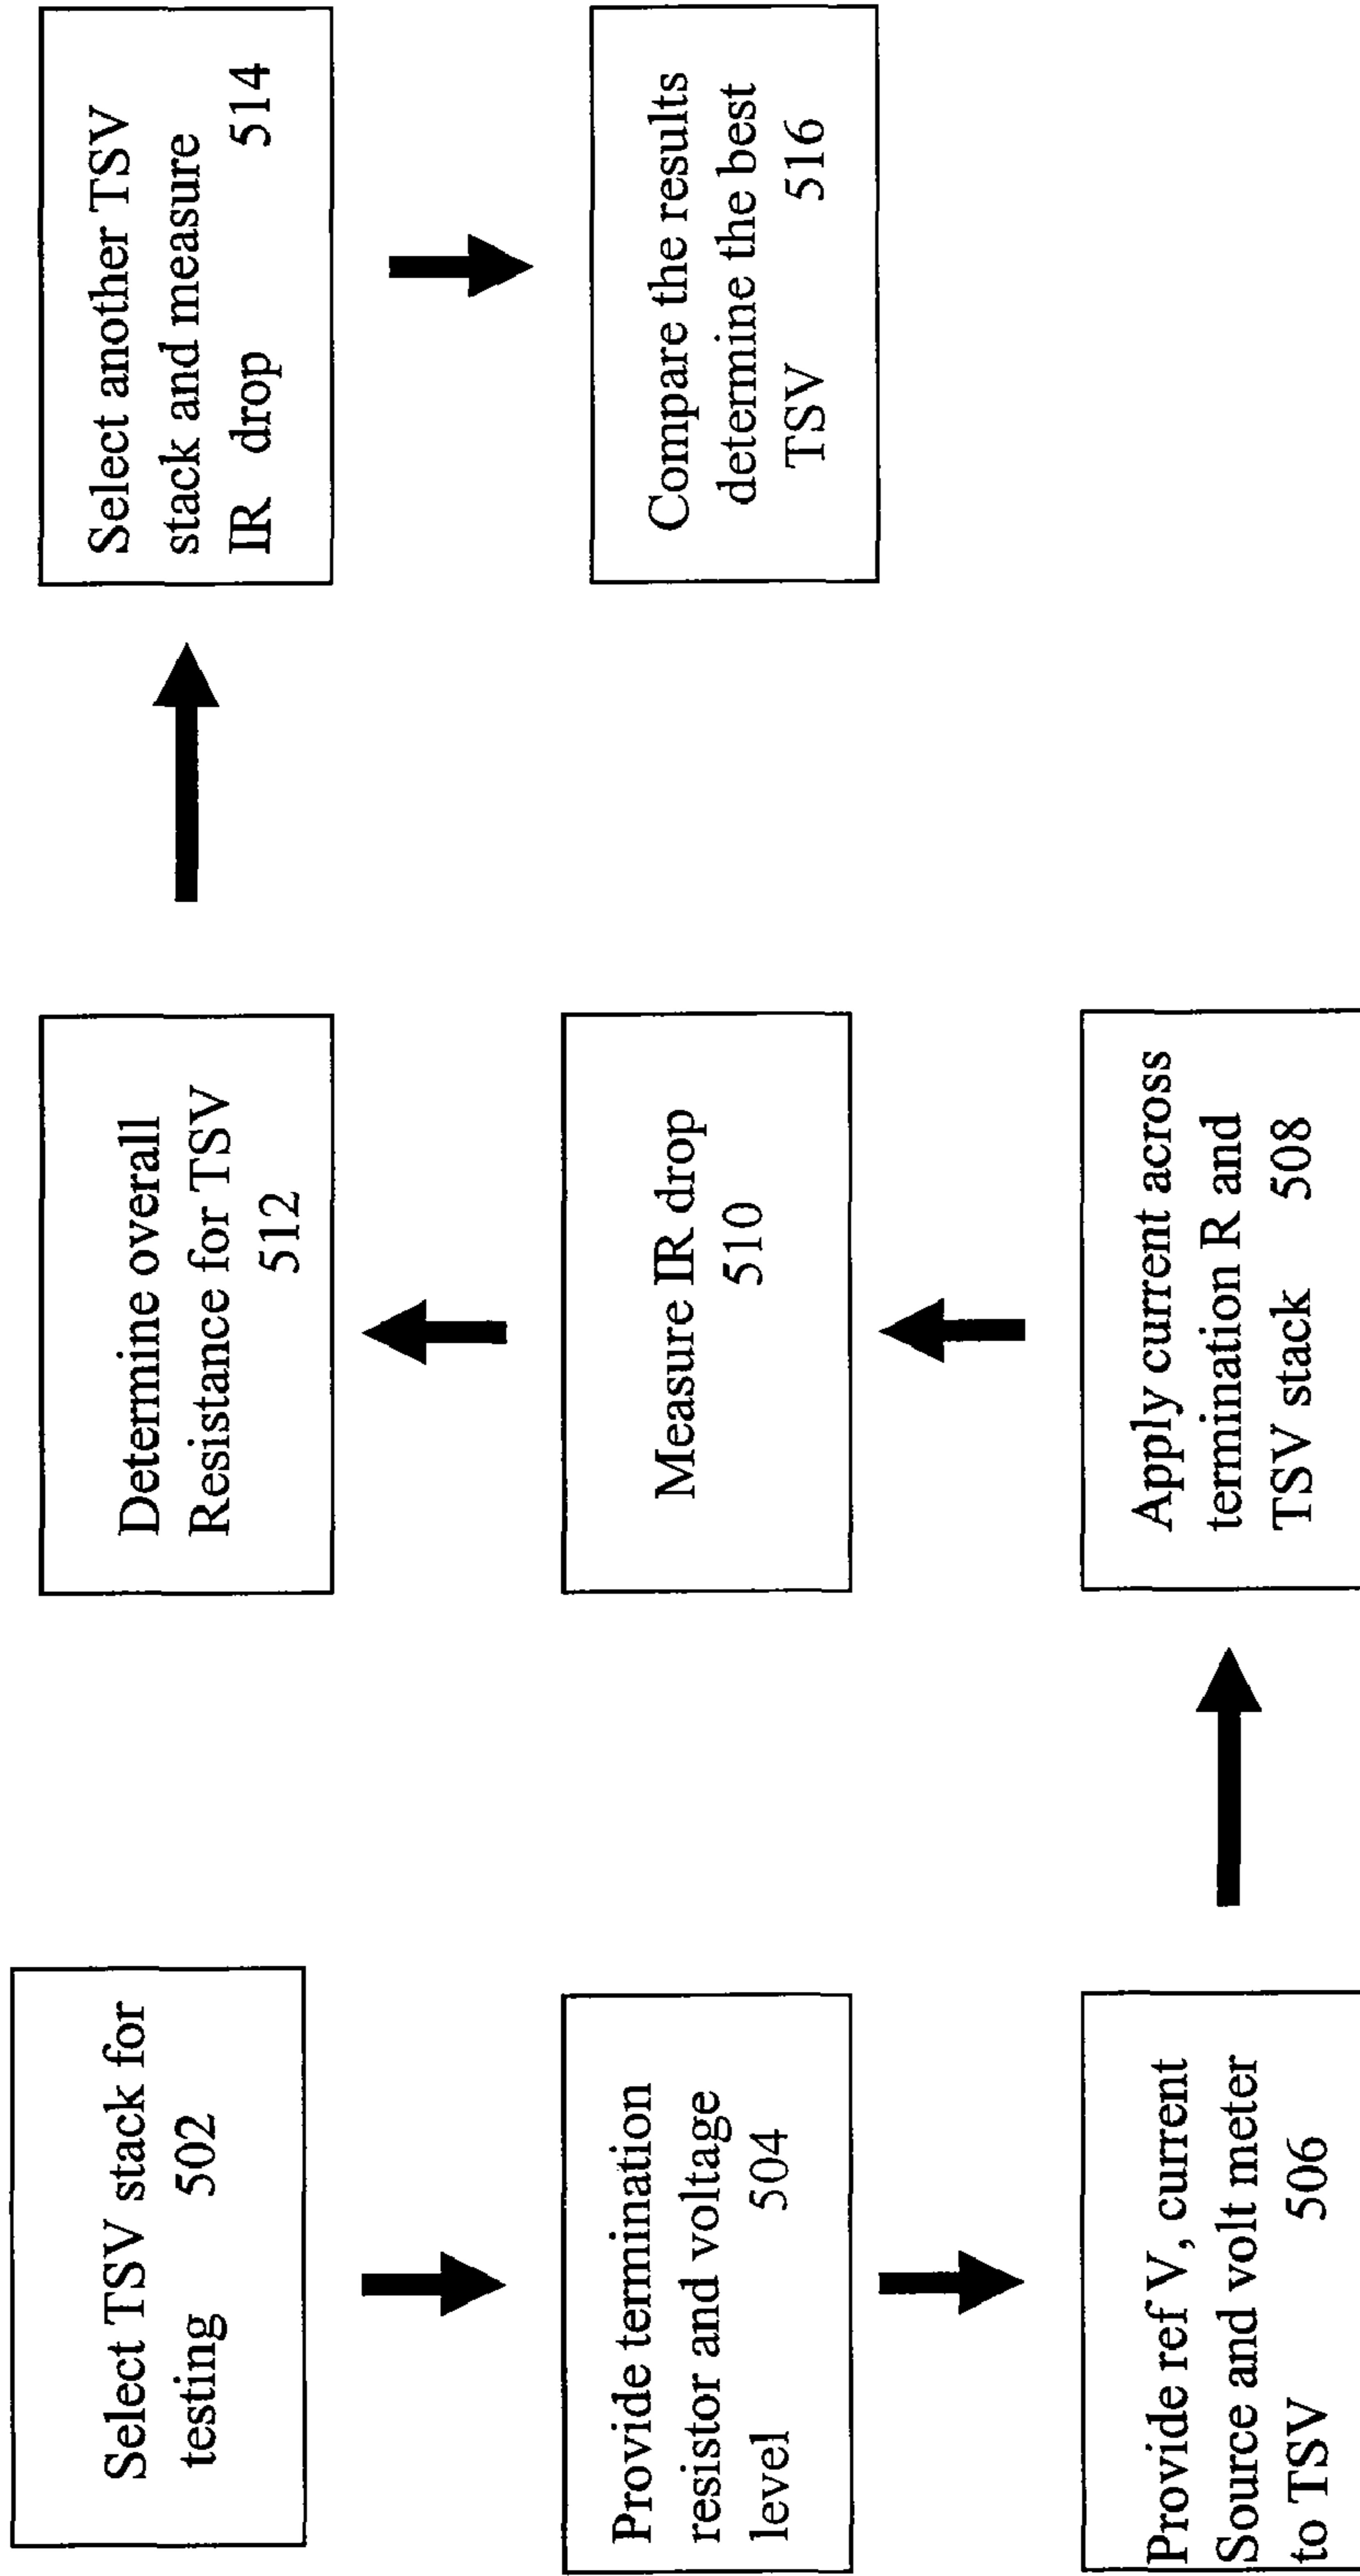 Select TSV stack for
testing 502
Provide termination
resistor and voltage
level 504
Provide ref V, current
Source and volt meter
to TSV 506
Apply current across
termination R and
TSV stack 508
Measure IR drop
510
Determine overall
Resistance for TSV
512
Select another TSV
stack and measure
IR drop 514
Compare the results
determine the best
TSV 516